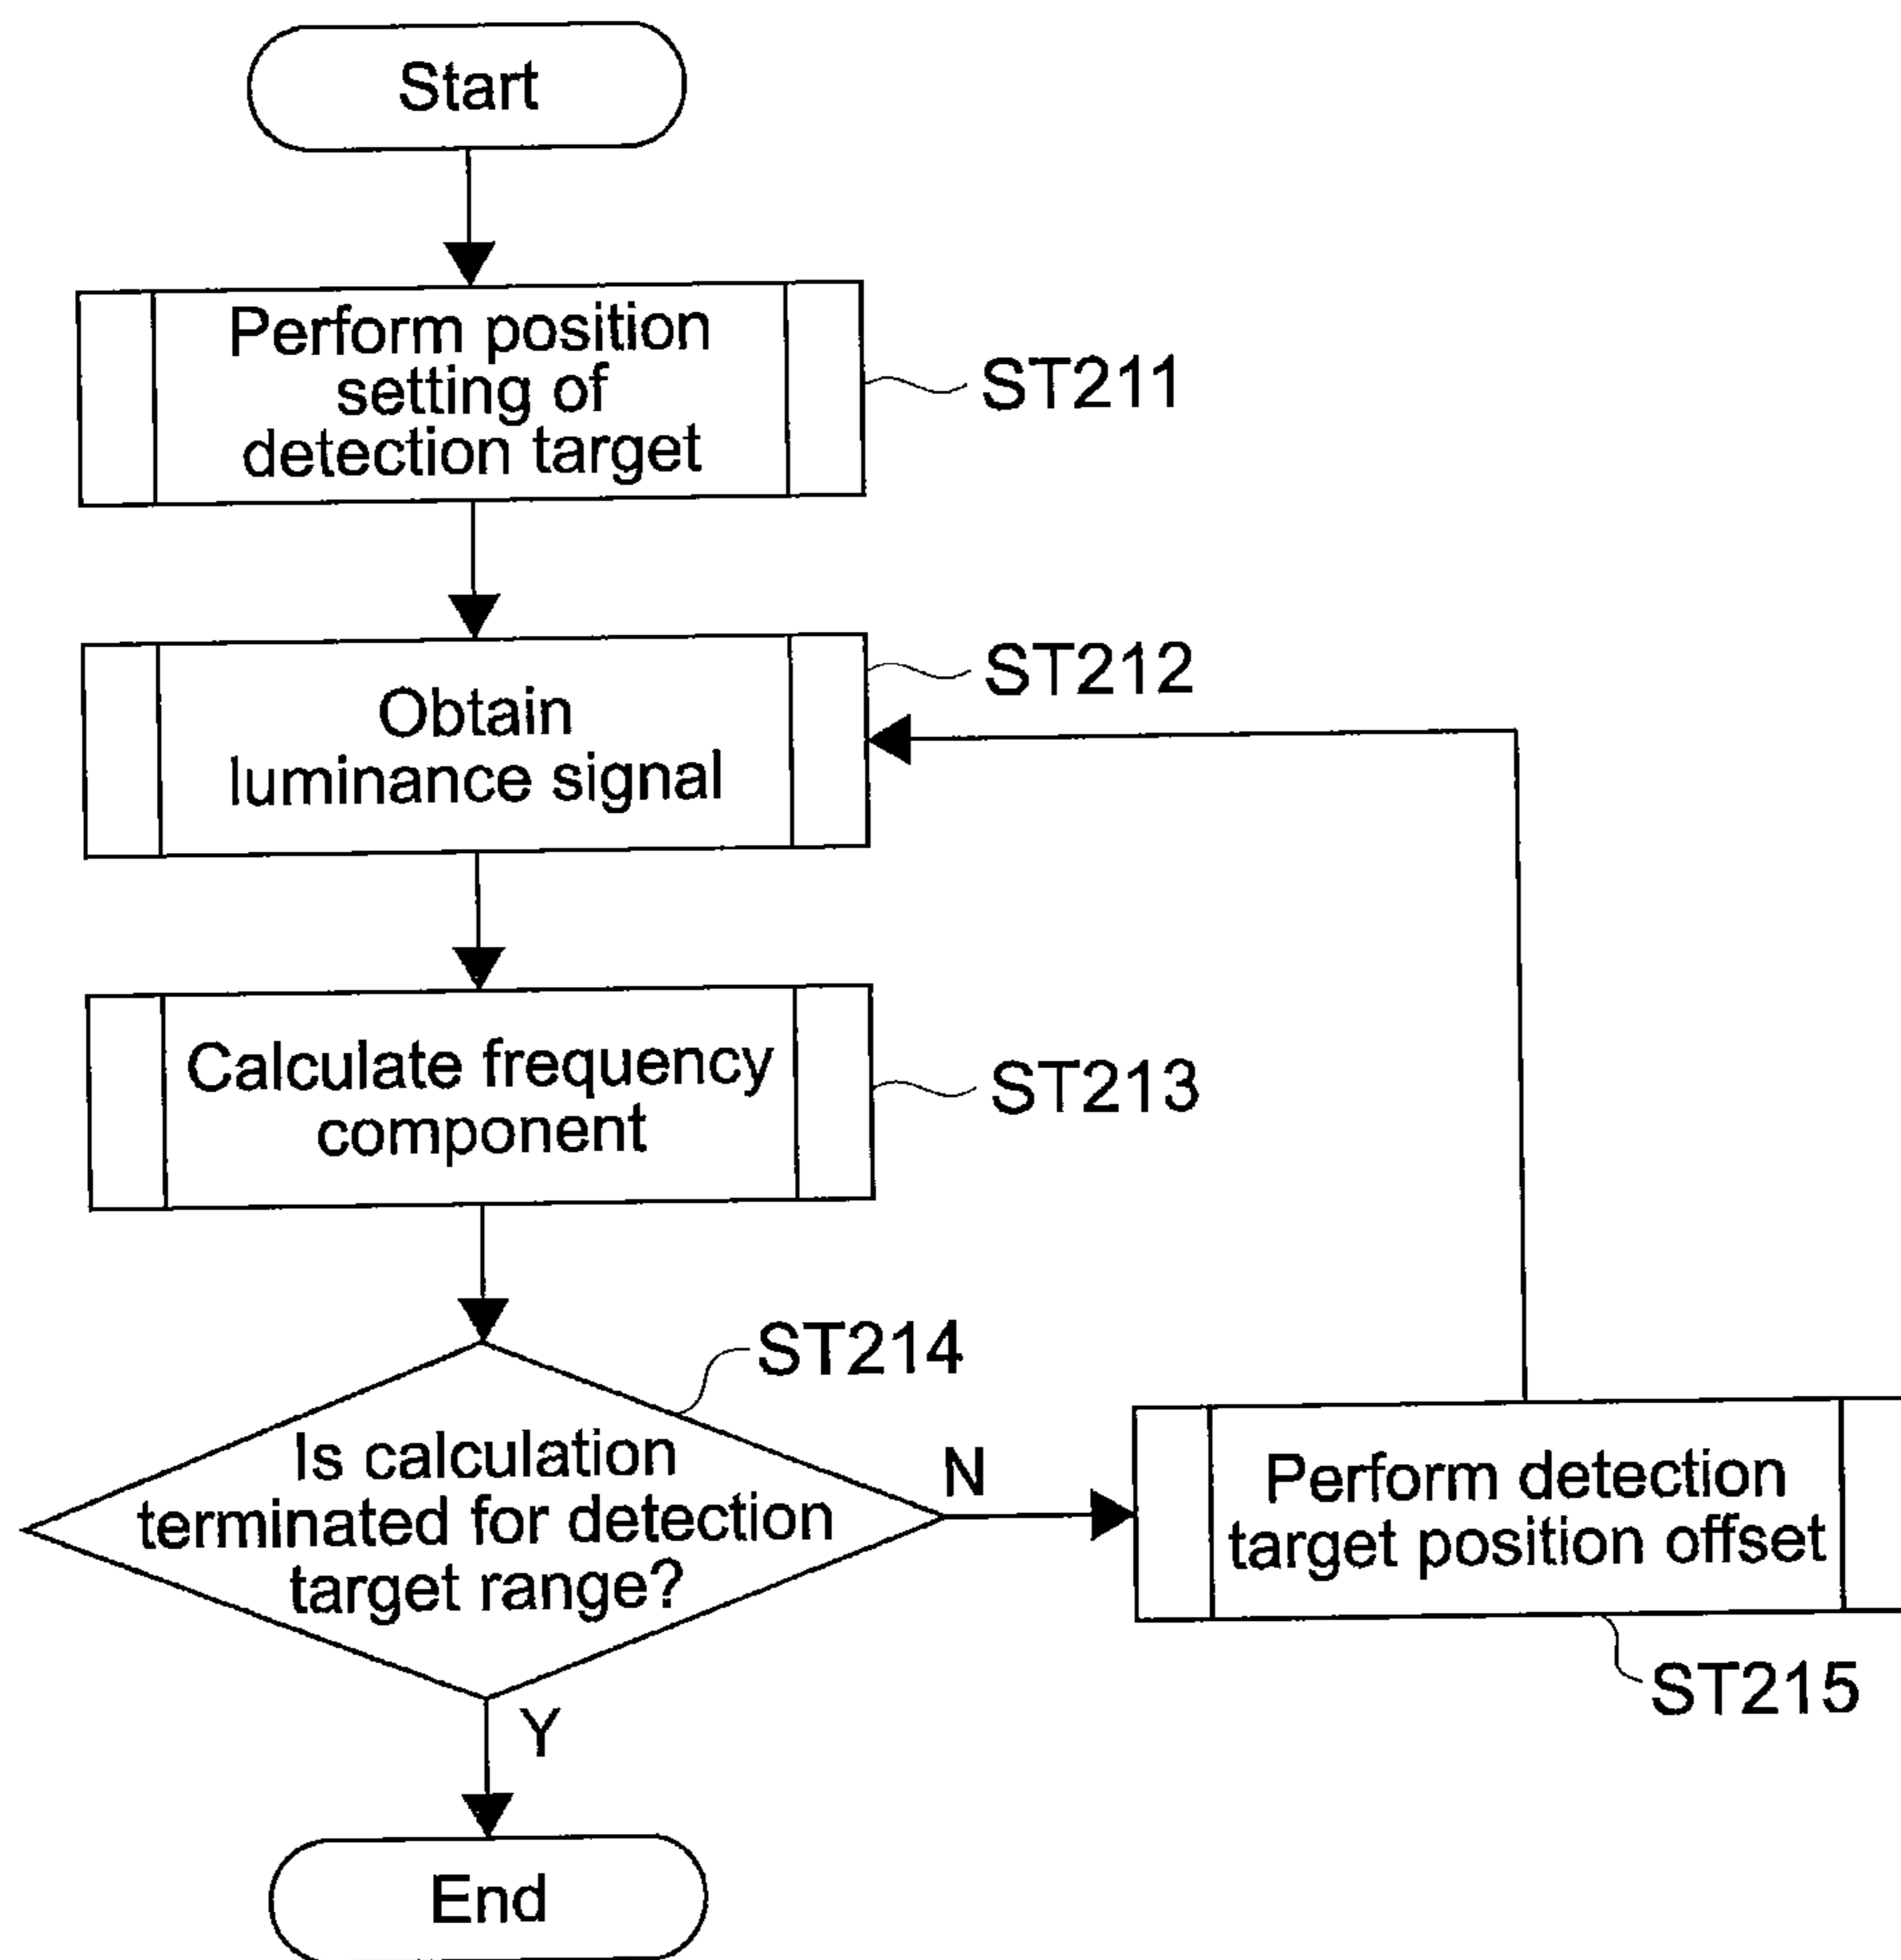 Start
Perform position
setting of
detection target
ST211
Obtain
luminance signal
ST212
Calculate frequency
component
ST213
Is calculation
terminated for detection
target range?
ST214
N
Perform detection
target position offset
ST215
Y
End